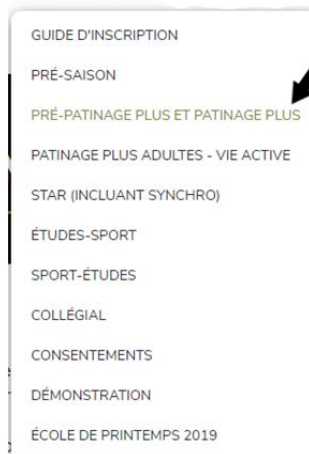 GUIDE D'INSCRIPTION
PRÉ-SAISON
PRÉ-PATINAGE PLUS ET PATINAGE PLUS
PATINAGE PLUS ADULTES - VIE ACTIVE
STAR (INCLUANT SYNCHRO)
ÉTUDES-SPORT
SPORT-ÉTUDES
COLLÉGIAL
CONSENTEMENTS
DÉMONSTRATION
ÉCOLE DE PRINTEMPS 2019